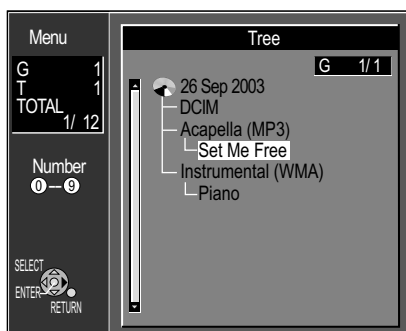 Menu
G 1
T 1
TOTAL
1/ 12
Number
0 – 9
SELECT
ENTER
RETURN
Tree
G 1/1
26 Sep 2003
DCIM
Acapella (MP3)
Set Me Free
Instrumental (WMA)
Piano